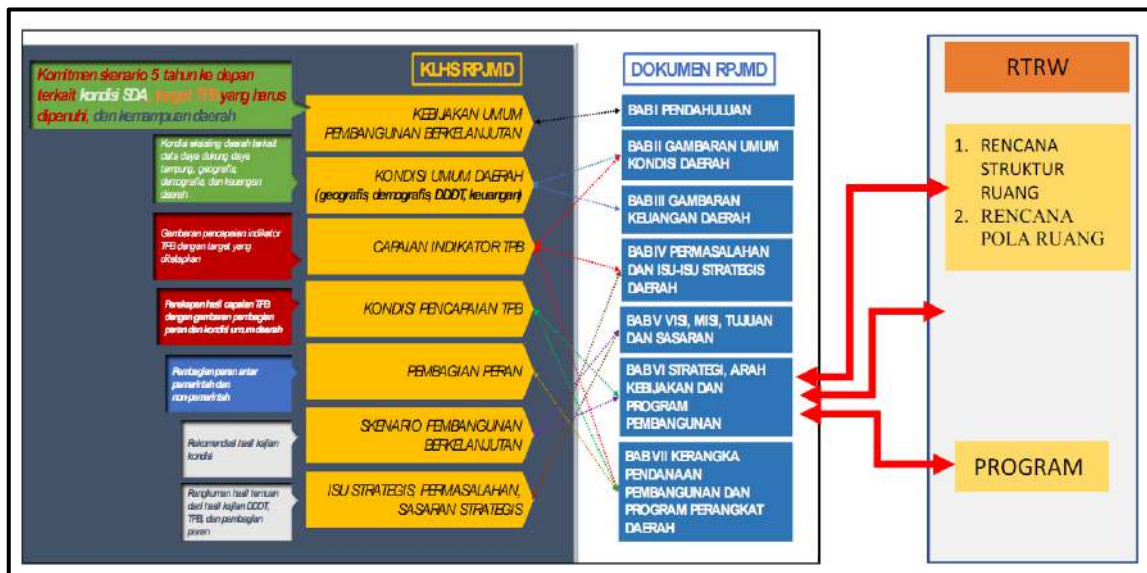 KLHS RPJMD
Komitmen skenario 5 tahun ke depan
terkait kondisi SDA, target TPB yang harus
dipenuhi, dan kemampuan daerah
KEBIJAKAN UMUM
PEMBANGUNAN BERKELANJUTAN
Kondisi eksisting daerah terkait
data daya dukung daya
tampung, geografis,
demografis, dan keuangan
daerah
KONDISI UMUM DAERAH
(geografis, demografis, DDDT, keuangan)
Gambaran pencapaian indikator
TPB dengan target yang
ditetapkan
CAPAIAN INDIKATOR TPB
Persiapan hasil capaian TPB
dengan gambaran pembagian
peran dan kondisi umum daerah
KONDISI PENCAPAIAN TPB
Pembagian peran antar
pemerintah dan
non-pemerintah
PEMBAGIAN PERAN
Rekomendasi hasil kajian
kondisi
SKENARIO PEMBANGUNAN
BERKELANJUTAN
Rangkuman hasil temuan
dari hasil kajian DDDT,
TPB, dan pembagian
peran
ISU STRATEGIS, PERMASALAHAN,
SASARAN STRATEGIS
DOKUMEN RPJMD
BAB I PENDAHULUAN
BAB II GAMBARAN UMUM
KONDISI DAERAH
BAB III GAMBARAN
KEUANGAN DAERAH
BAB IV PERMASALAHAN
DAN ISU-ISU STRATEGIS
DAERAH
BAB V VISI, MISI, TUJUAN
DAN SASARAN
BAB VI STRATEGI, ARAH
KEBIJAKAN DAN
PROGRAM
PEMBANGUNAN
BAB VII KERANGKA
PENDANAAN
PEMBANGUNAN DAN
PROGRAM PERANGKAT
DAERAH
RTRW
1. RENCANA
STRUKTUR
RUANG
2. RENCANA
POLA RUANG
PROGRAM